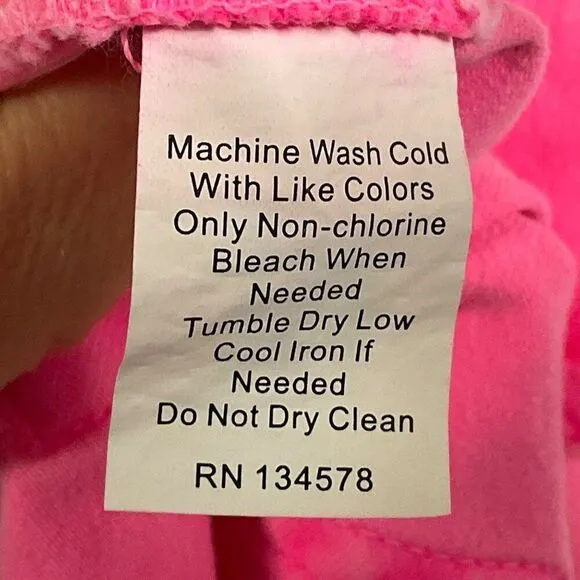 Machine Wash Cold
With Like Colors
Only Non-chlorine
Bleach When
Needed
Tumble Dry Low
Cool Iron If
Needed
Do Not Dry Clean
RN 134578